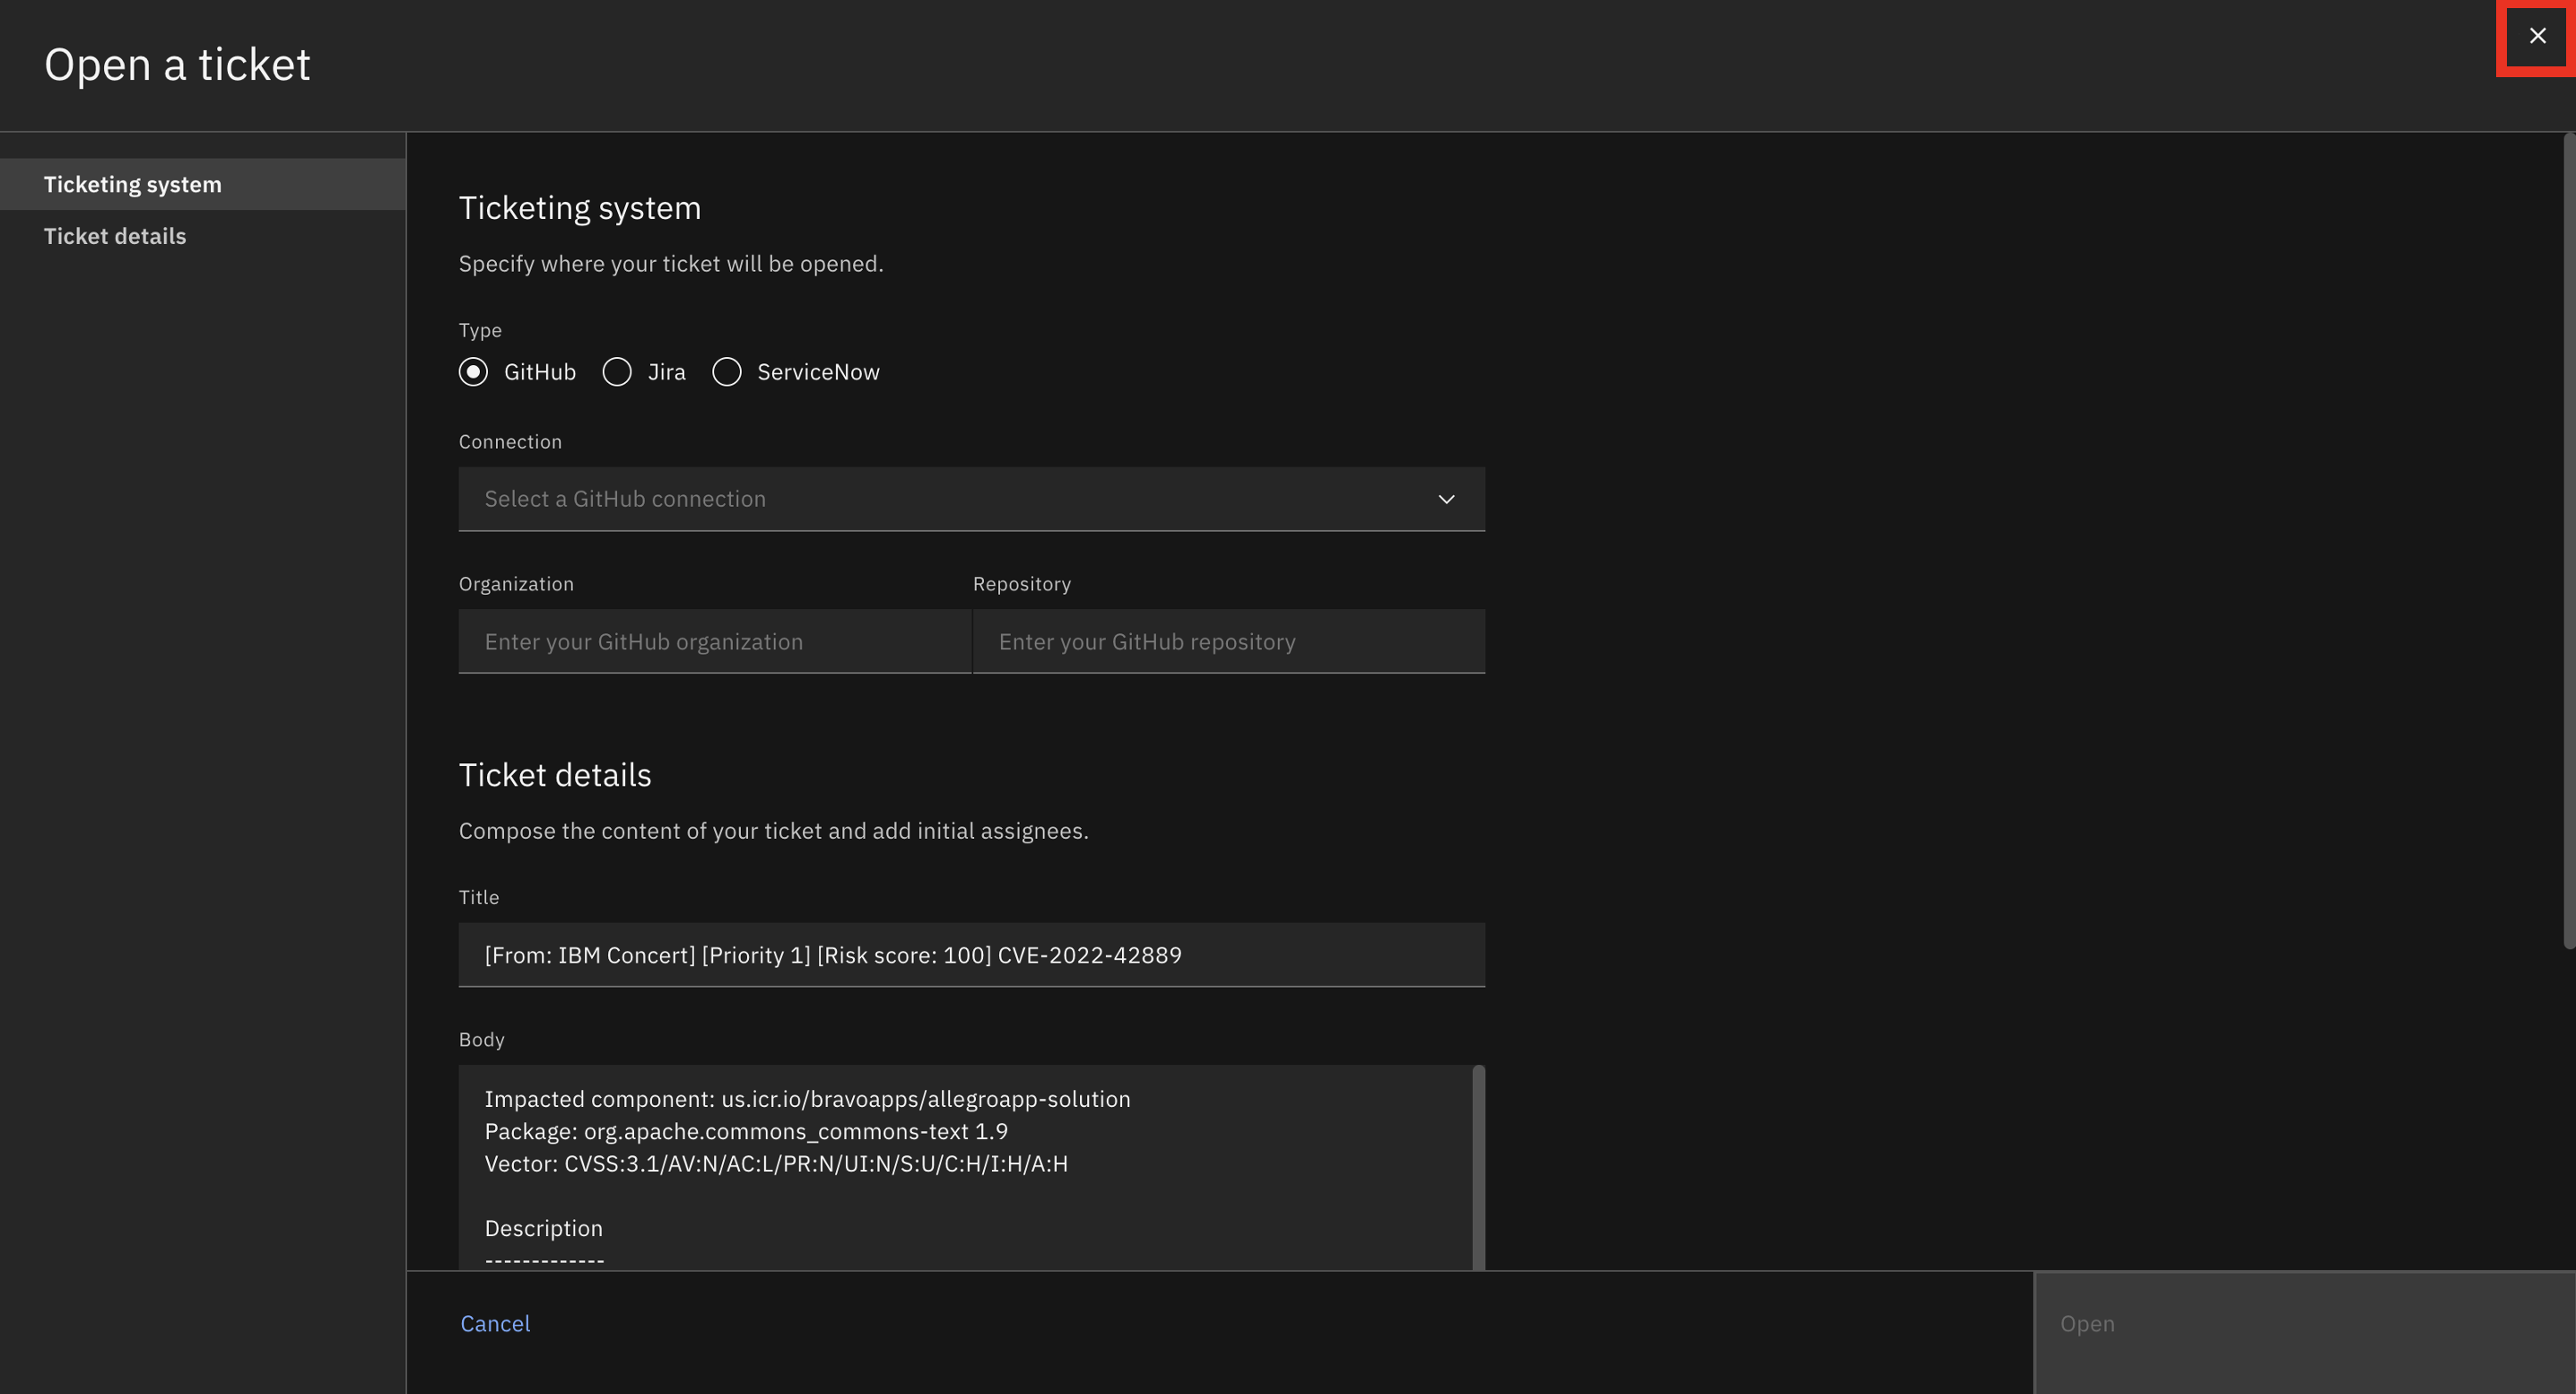 Open a ticket
Ticketing system
Ticket details
Ticketing system
Specify where your ticket will be opened.
Type
GitHub Jira ServiceNow
Connection
Select a GitHub connection
Organization Repository
Enter your GitHub organization Enter your GitHub repository
Ticket details
Compose the content of your ticket and add initial assignees.
Title
[From: IBM Concert] [Priority 1] [Risk score: 100] CVE-2022-42889
Body
Impacted component: us.icr.io/bravoapps/allegroapp-solution
Package: org.apache.commons_commons-text 1.9
Vector: CVSS:3.1/AV:N/AC:L/PR:N/UI:N/S:U/C:H/I:H/A:H
Description
-------------
Cancel Open